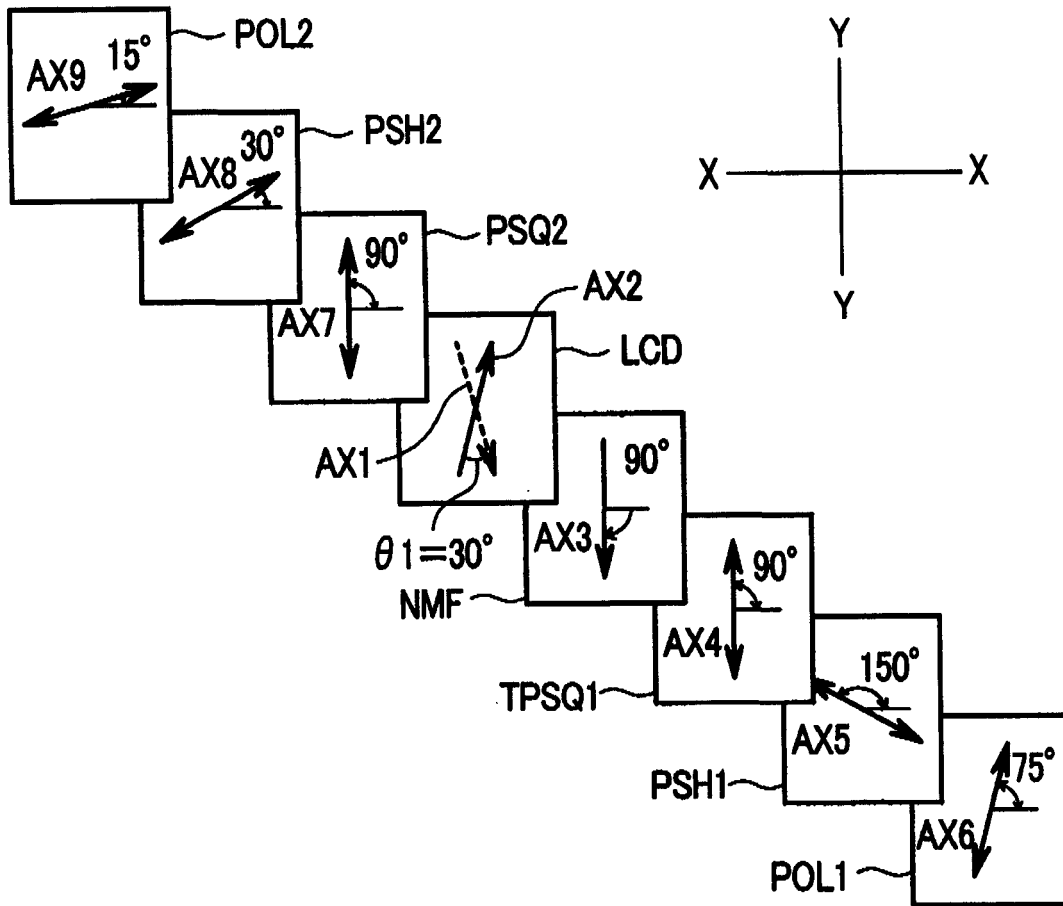 POL2
15°
AX9
PSH2
30°
AX8
PSQ2
90°
AX7
Y
X X
Y
AX2
LCD
AX1
θ1=30°
90°
AX3
NMF
90°
AX4
TPSQ1
150°
AX5
PSH1
75°
AX6
POL1